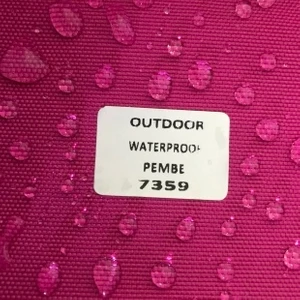 OUTDOOR
WATERPROOF
PEMBE
7359